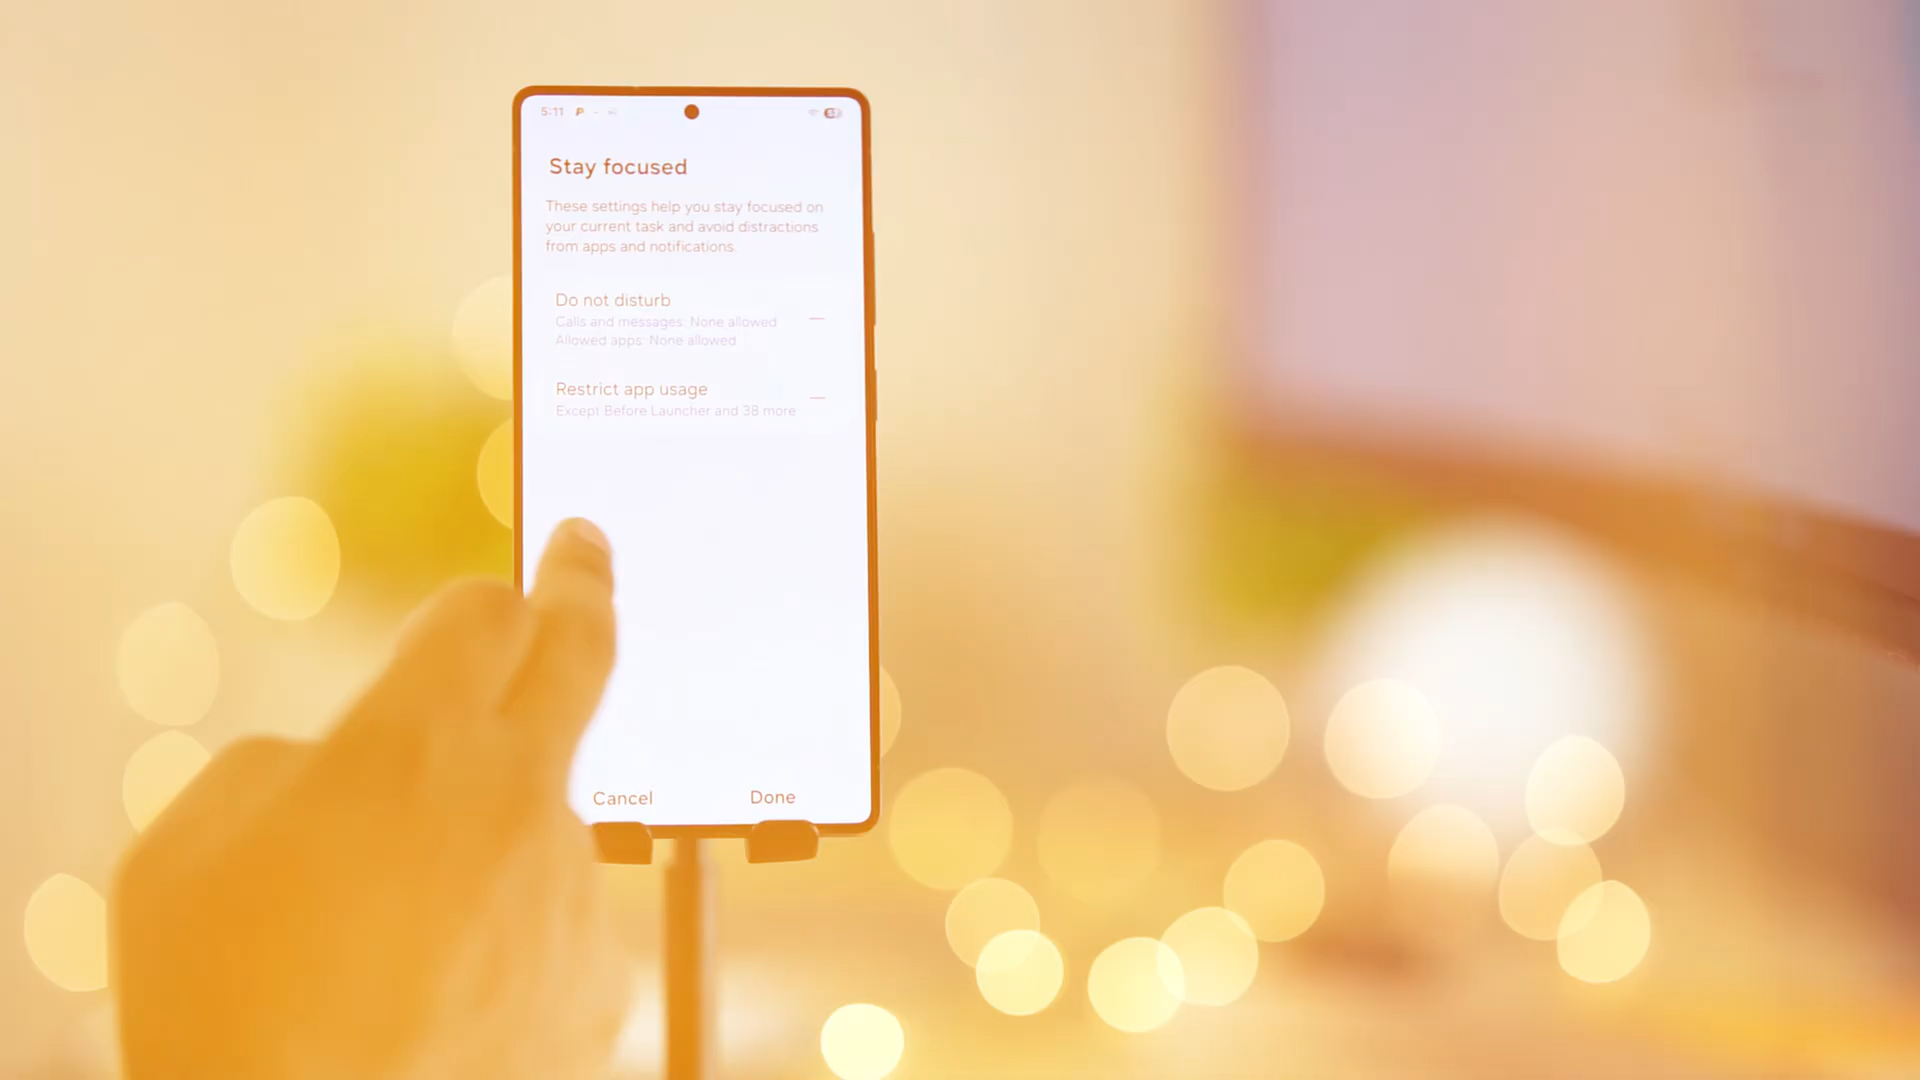 5:11
Stay focused
These settings help you stay focused on
your current task and avoid distractions
from apps and notifications.
Do not disturb
Calls and messages: None allowed
Allowed apps: None allowed
Restrict app usage
Except Before Launcher and 38 more
Cancel
Done